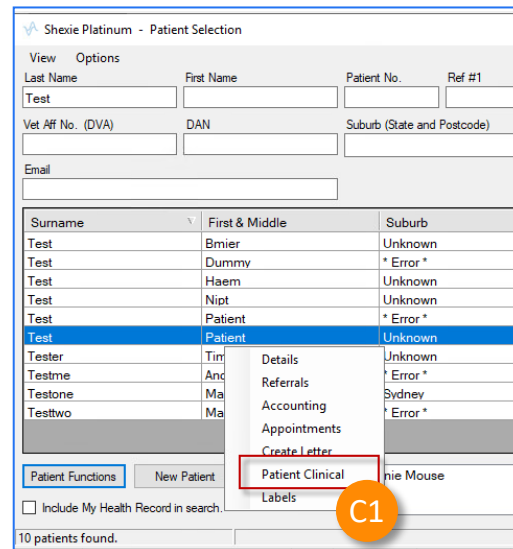 Shexie Platinum - Patient Selection
View Options
Last Name First Name Patient No. Ref #1
Test
Vet Aff No. (DVA) DAN Suburb (State and Postcode)
Email
Surname First & Middle Suburb
Test Bmier Unknown
Test Dummy * Error *
Test Haem Unknown
Test Nipt Unknown
Test Patient * Error *
Test Patient Unknown
Tester Tim Unknown
Testme And * Error *
Testone Ma Sydney
Testtwo Ma * Error *
Details
Referrals
Accounting
Appointments
Create Letter
Patient Clinical
Labels
Patient Functions New Patient nie Mouse
Include My Health Record in search.
C1
10 patients found.